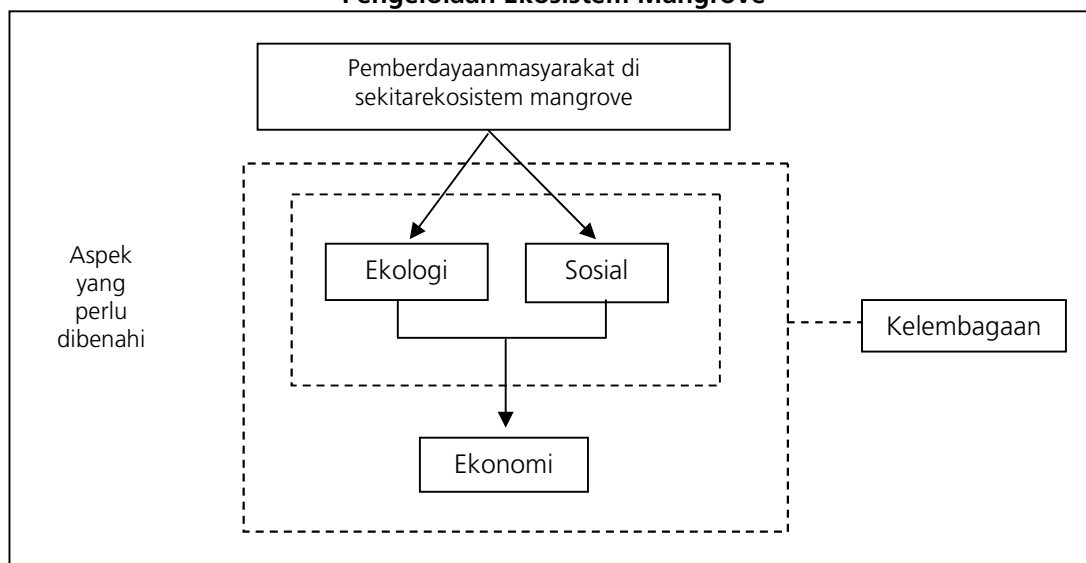 Pengelolaan Ekosistem Mangrove
Pemberdayaanmasyarakat di
sekitarekosistem mangrove
Aspek
yang
perlu
dibenahi
Ekologi
Sosial
Kelembagaan
Ekonomi